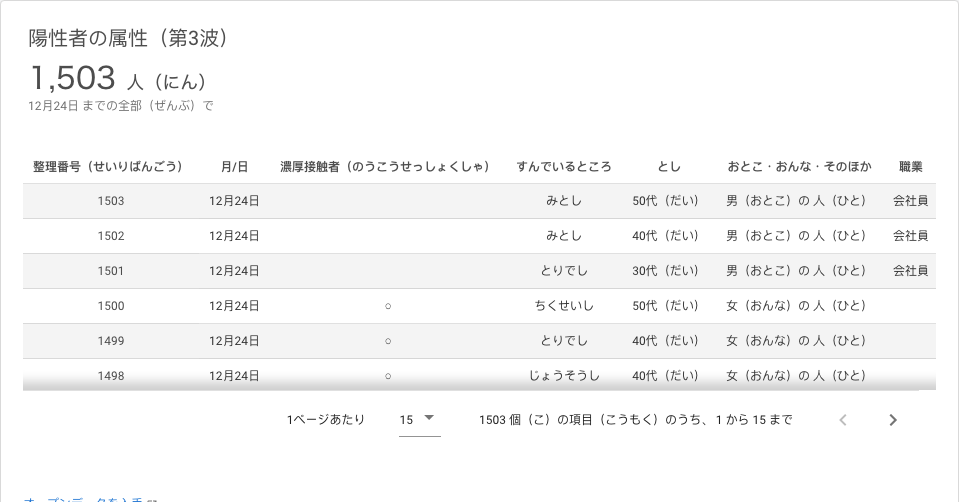 陽性者の属性（第3波）
1,503 人（にん）
12月24日 までの全部（ぜんぶ）で
整理番号（せいりばんごう） 月/日 濃厚接触者（のうこうせっしょくしゃ） すんでいるところ とし おとこ・おんな・そのほか 職業
1503 12月24日 みとし 50代（だい） 男（おとこ）の 人（ひと） 会社員
1502 12月24日 みとし 40代（だい） 男（おとこ）の 人（ひと） 会社員
1501 12月24日 とりでし 30代（だい） 男（おとこ）の 人（ひと） 会社員
1500 12月24日 ○ ちくせいし 50代（だい） 女（おんな）の 人（ひと）
1499 12月24日 ○ とりでし 40代（だい） 女（おんな）の 人（ひと）
1498 12月24日 ○ じょうそうし 40代（だい） 女（おんな）の 人（ひと）
1ページあたり 15 1503 個（こ）の項目（こうもく）のうち、1 から 15 まで
オープンデータを入手